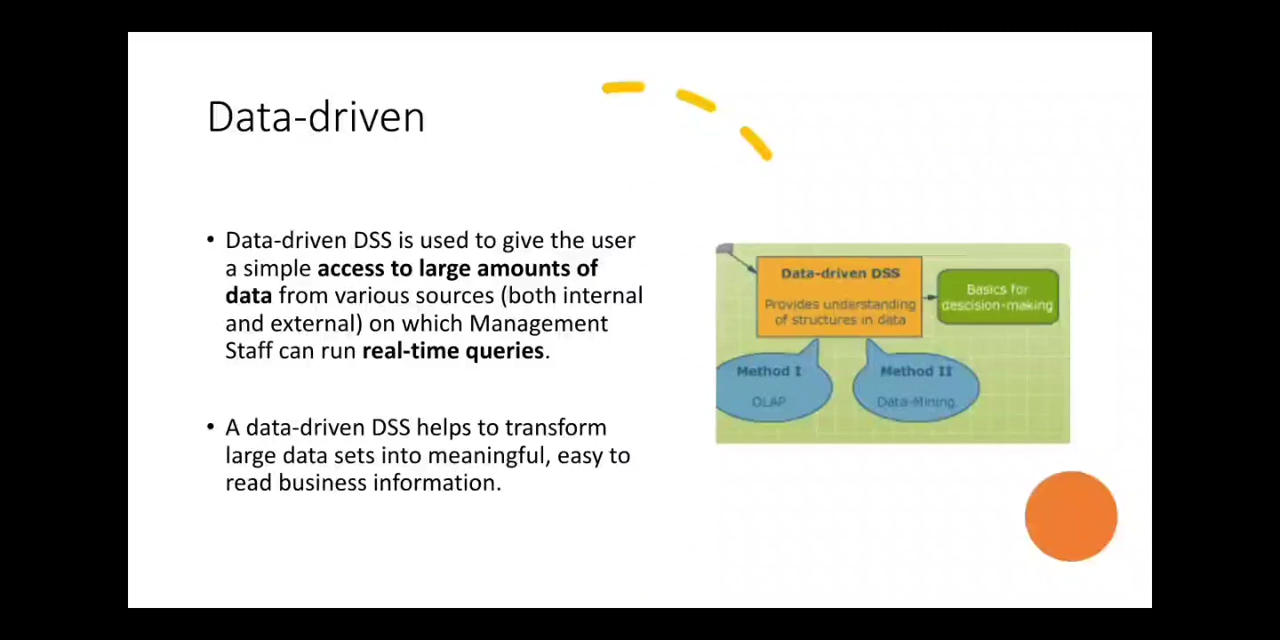 Data-driven
• Data-driven DSS is used to give the user
a simple access to large amounts of
data from various sources (both internal
and external) on which Management
Staff can run real-time queries.
• A data-driven DSS helps to transform
large data sets into meaningful, easy to
read business information.
Data-driven DSS
Provides understanding
of structures in data
Basics for
descision-making
Method I
OLAP
Method II
Data-Mining